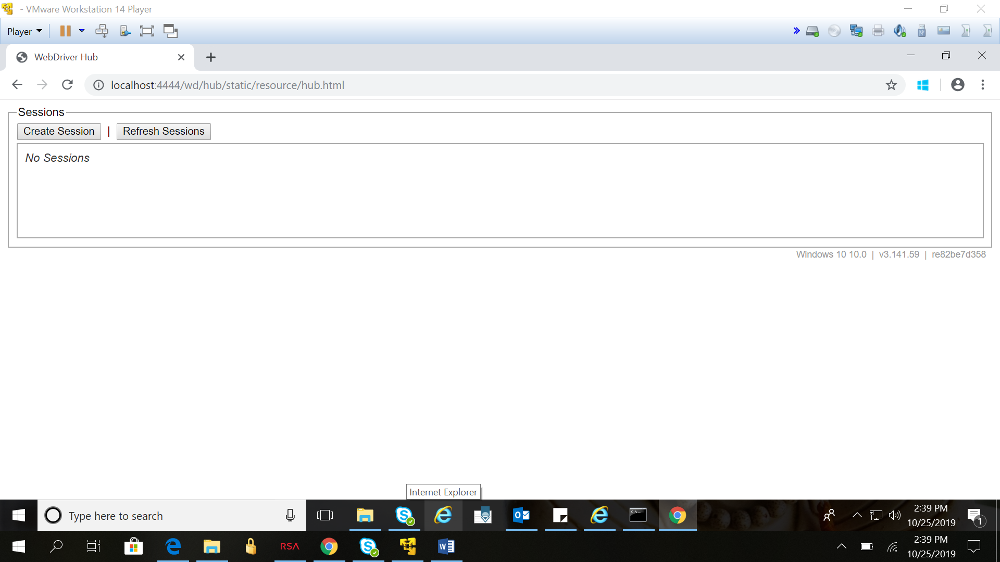 - VMware Workstation 14 Player
Player
WebDriver Hub
localhost:4444/wd/hub/static/resource/hub.html
Sessions
Create Session | Refresh Sessions
No Sessions
Windows 10 10.0 | v3.141.59 | re82be7d358
Internet Explorer
Type here to search
2:39 PM
10/25/2019
1
RSA
2:39 PM
10/25/2019